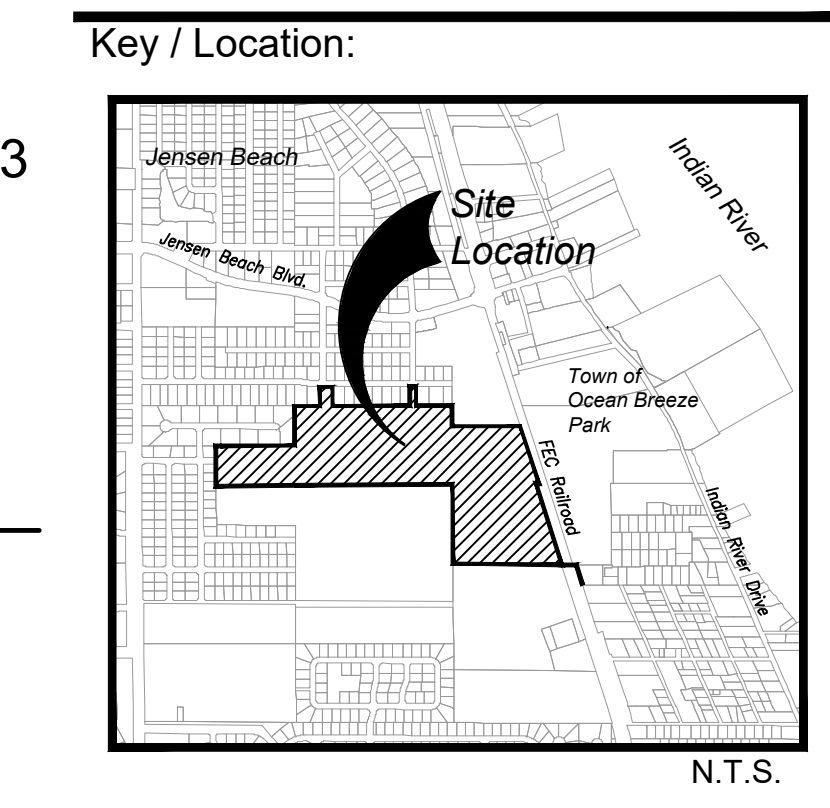 Key / Location:
3
Jensen Beach
Indian River
Site
Location
Jensen Beach Blvd.
Town of
Ocean Breeze
Park
FEC Railroad
Indian River Drive
N.T.S.